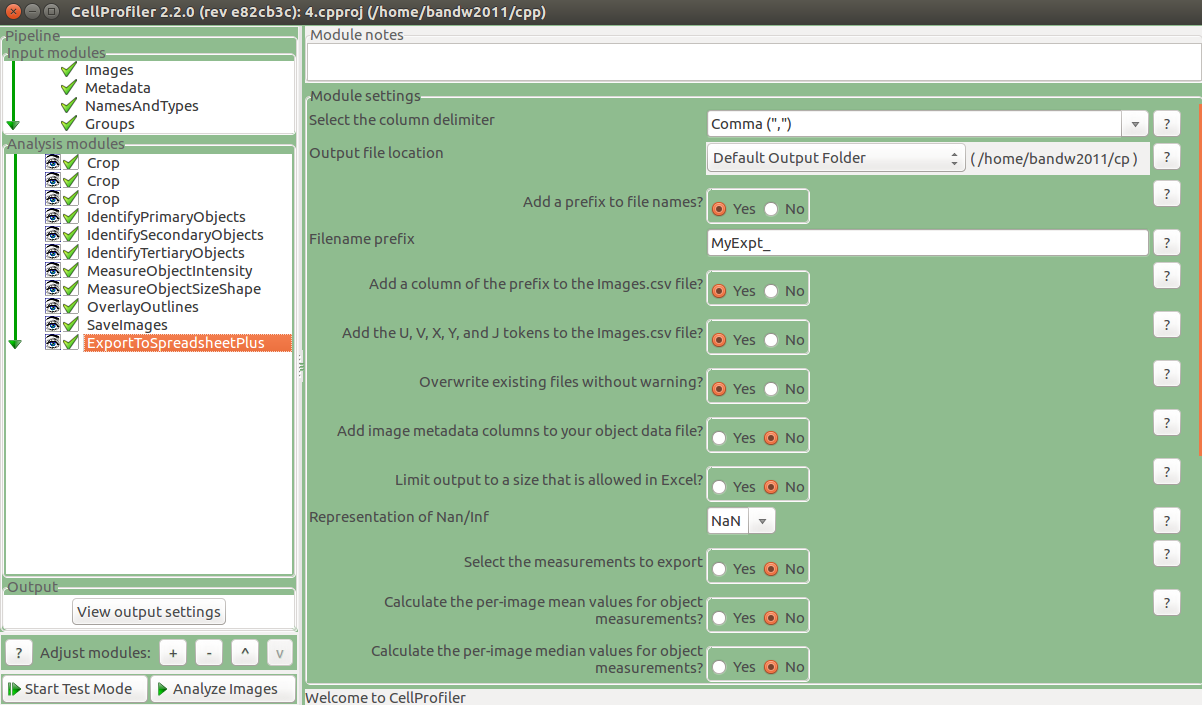 CellProfiler 2.2.0 (rev e82cb3c): 4.cpproj (/home/bandw2011/cpp)
Pipeline
Input modules
Images
Metadata
NamesAndTypes
Groups
Analysis modules
Crop
Crop
Crop
IdentifyPrimaryObjects
IdentifySecondaryObjects
IdentifyTertiaryObjects
MeasureObjectIntensity
MeasureObjectSizeShape
OverlayOutlines
SaveImages
ExportToSpreadsheetPlus
Output
View output settings
? Adjust modules: + - ^ v
Start Test Mode Analyze Images
Module notes
Module settings
Select the column delimiter Comma (",") ?
Output file location Default Output Folder (/home/bandw2011/cp) ?
Add a prefix to file names? Yes No ?
Filename prefix MyExpt_ ?
Add a column of the prefix to the Images.csv file? Yes No ?
Add the U, V, X, Y, and J tokens to the Images.csv file? Yes No ?
Overwrite existing files without warning? Yes No ?
Add image metadata columns to your object data file? Yes No ?
Limit output to a size that is allowed in Excel? Yes No ?
Representation of Nan/Inf NaN ?
Select the measurements to export Yes No ?
Calculate the per-image mean values for object
measurements? Yes No ?
Calculate the per-image median values for object
measurements? Yes No
Welcome to CellProfiler